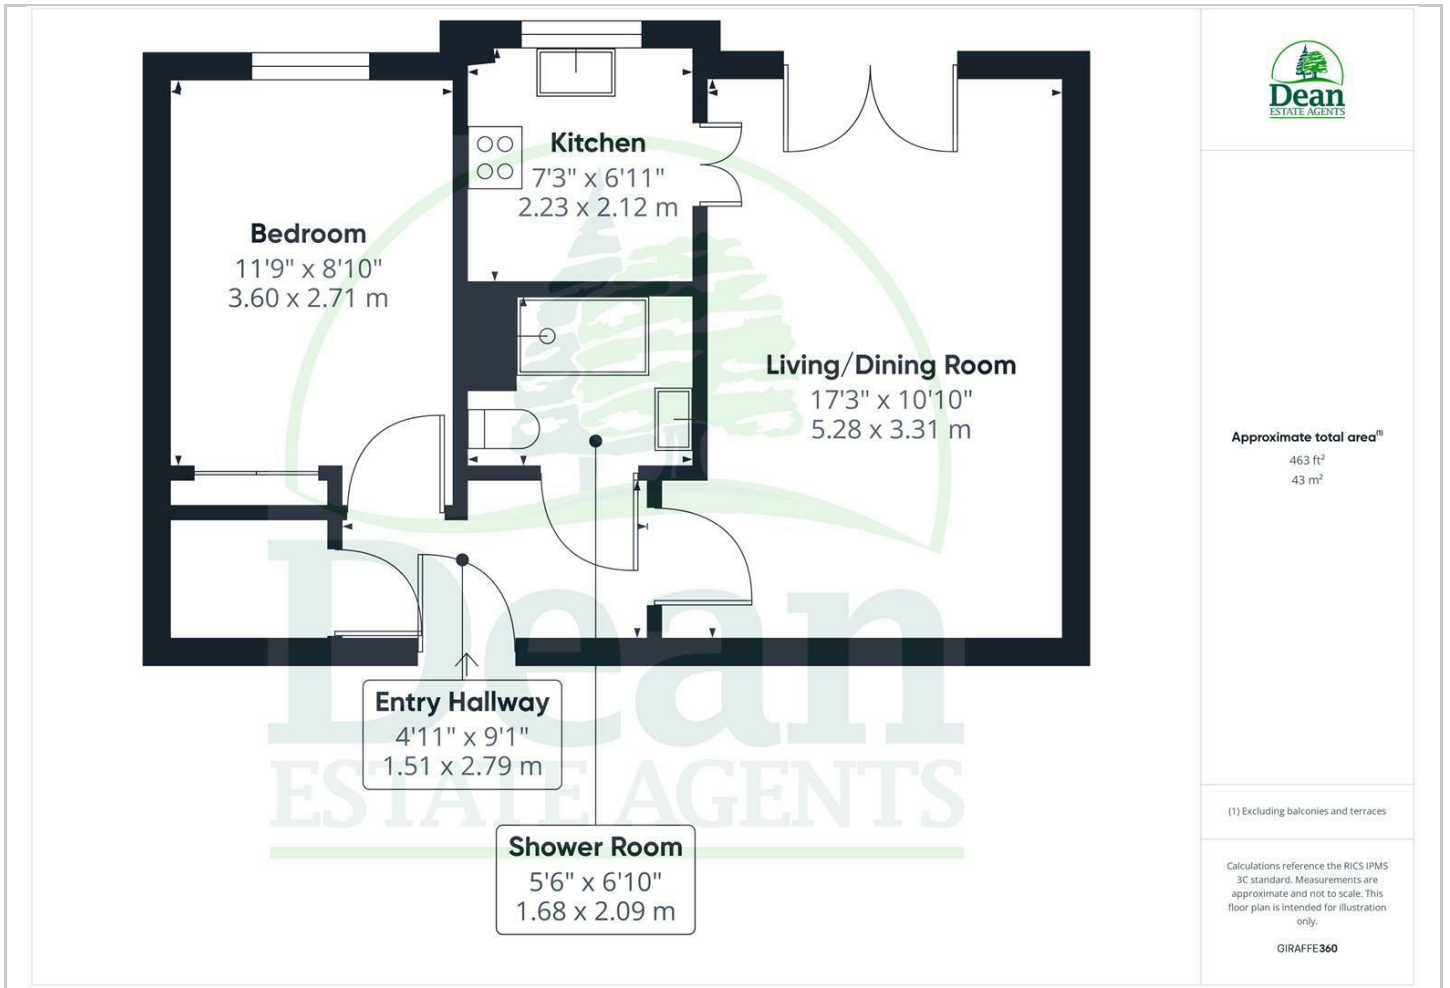 Bedroom
11'9" x 8'10"
3.60 x 2.71 m
Kitchen
7'3" x 6'11"
2.23 x 2.12 m
Living/Dining Room
17'3" x 10'10"
5.28 x 3.31 m
Entry Hallway
4'11" x 9'1"
1.51 x 2.79 m
Shower Room
5'6" x 6'10"
1.68 x 2.09 m
Dean
ESTATE AGENTS
Dean
ESTATE AGENTS
Approximate total area(1)
463 ft²
43 m²
(1) Excluding balconies and terraces
Calculations reference the RICS IPMS
3C standard. Measurements are
approximate and not to scale. This
floor plan is intended for illustration
only.
GIRAFFE360